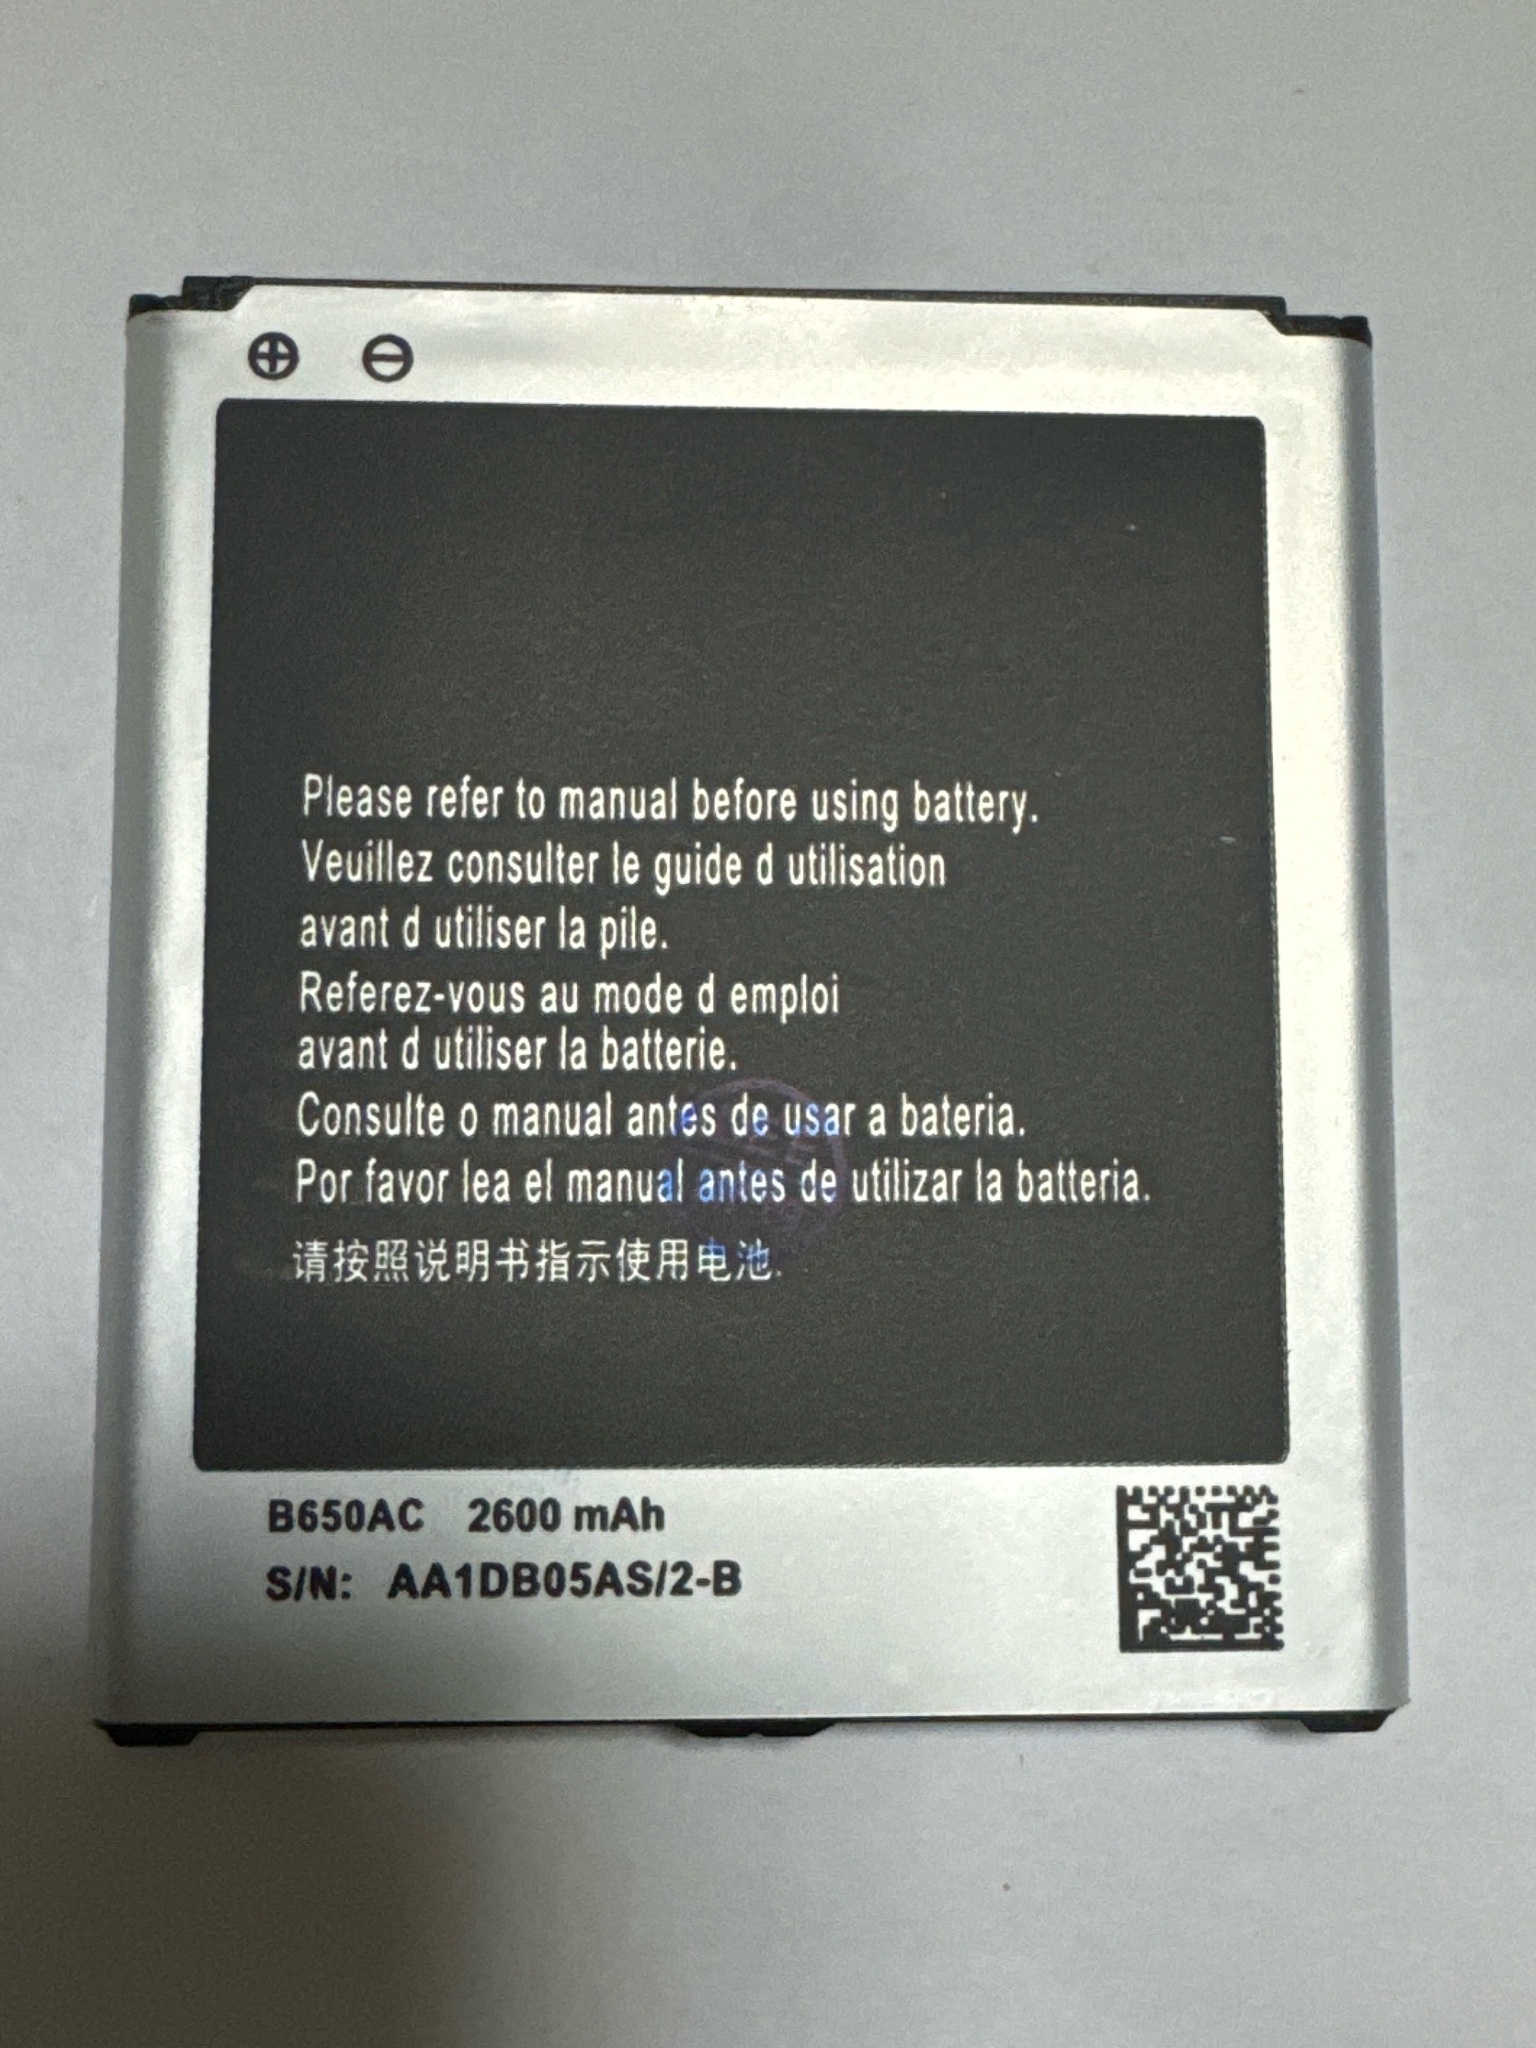 ⊕ ⊖
Please refer to manual before using battery.
Veuillez consulter le guide d utilisation
avant d utiliser la pile.
Referez-vous au mode d emploi
avant d utiliser la batterie.
Consulte o manual antes de usar a bateria.
Por favor lea el manual antes de utilizar la batteria.
请按照说明书指示使用电池.
B650AC 2600 mAh
S/N: AA1DB05AS/2-B